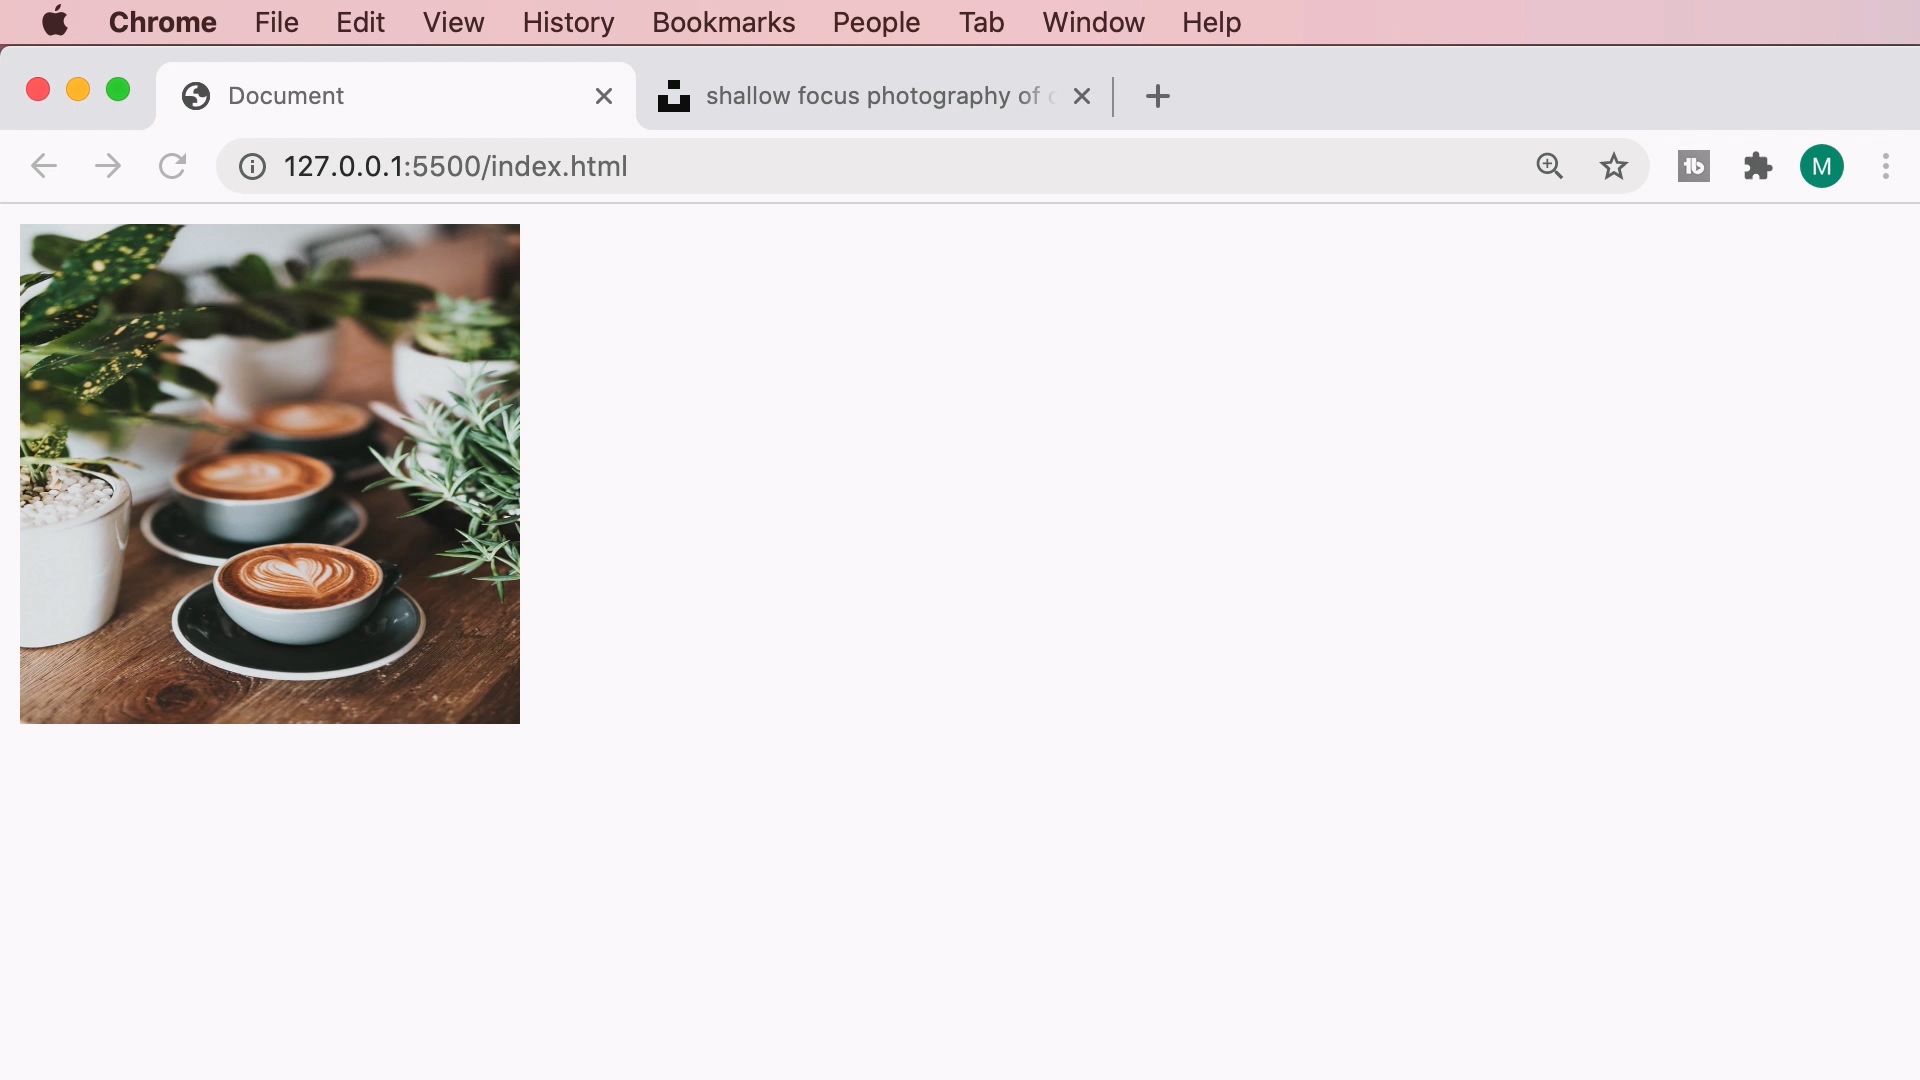 Chrome File Edit View History Bookmarks People Tab Window Help
Document
shallow focus photography of
127.0.0.1:5500/index.html
M